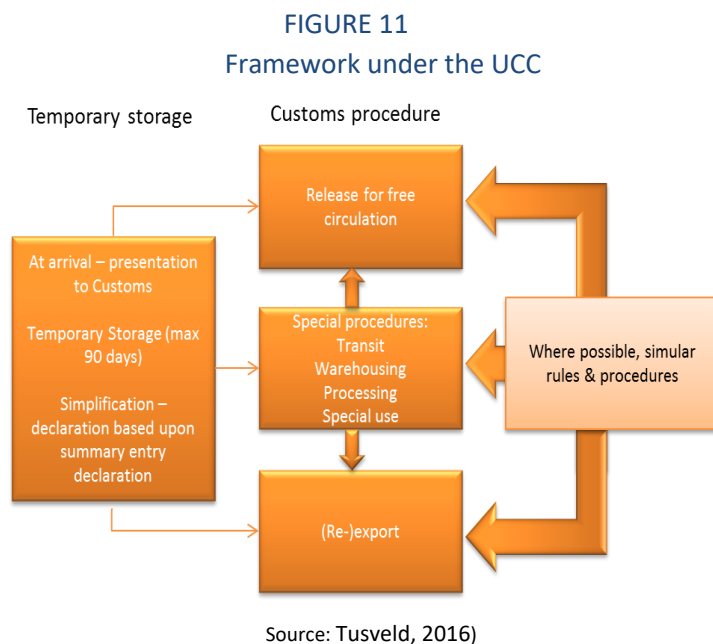 FIGURE 11
Framework under the UCC
Temporary storage
Customs procedure
At arrival – presentation
to Customs
Temporary Storage (max
90 days)
Simplification –
declaration based upon
summary entry
declaration
Release for free
circulation
Special procedures:
Transit
Warehousing
Processing
Special use
(Re-)export
Where possible, simular
rules & procedures
Source: Tusveld, 2016)